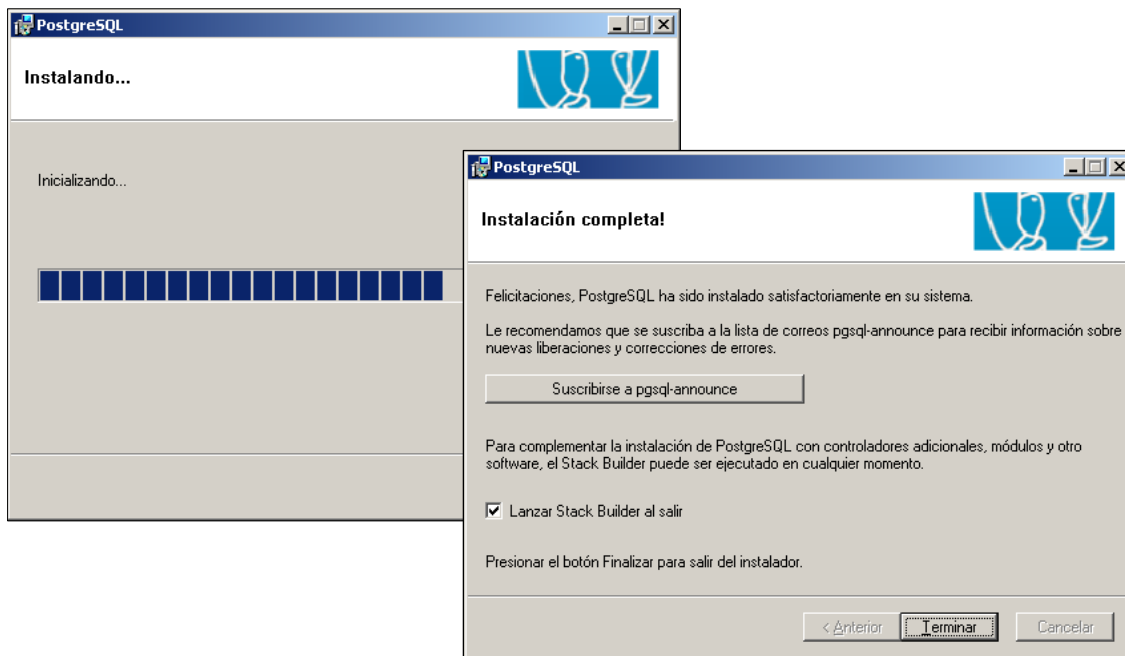 PostgreSQL
Instalando...
Inicializando...
PostgreSQL
Instalación completa!
Felicitaciones, PostgreSQL ha sido instalado satisfactoriamente en su sistema.
Le recomendamos que se suscriba a la lista de correos pgsql-announce para recibir información sobre
nuevas liberaciones y correcciones de errores.
Suscribirse a pgsql-announce
Para complementar la instalación de PostgreSQL con controladores adicionales, módulos y otro
software, el Stack Builder puede ser ejecutado en cualquier momento.
Lanzar Stack Builder al salir
Presionar el botón Finalizar para salir del instalador.
< Anterior Terminar Cancelar